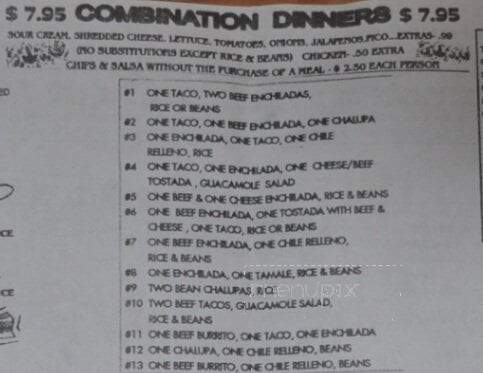 $ 7.95 COMBINATION DINNERS $ 7.95
SOUR CREAM, SHREDDED CHEESE, LETTUCE, TOMATOES, ONIONS, JALAPENOS, PICO...EXTRAS- .99
(NO SUBSTITUTIONS EXCEPT RICE & BEANS) CHICKEN- .50 EXTRA
CHIPS & SALSA WITHOUT THE PURCHASE OF A MEAL - $ 2.50 EACH PERSON
#1 ONE TACO, TWO BEEF ENCHILADAS,
RICE OR BEANS
#2 ONE TACO, ONE BEEF ENCHILADA, ONE CHALUPA
#3 ONE ENCHILADA, ONE TACO, ONE CHILE
RELLENO, RICE
#4 ONE TACO, ONE ENCHILADA, ONE CHEESE/BEEF
TOSTADA , GUACAMOLE SALAD
#5 ONE BEEF & ONE CHEESE ENCHILADA, RICE & BEANS
#6 ONE BEEF ENCHILADA, ONE TOSTADA WITH BEEF &
CHEESE , ONE TACO, RICE OR BEANS
#7 ONE BEEF ENCHILADA, ONE CHILE RELLENO,
RICE & BEANS
#8 ONE ENCHILADA, ONE TAMALE, RICE & BEANS
#9 TWO BEAN CHALUPAS,
menupix
#10 TWO BEEF TACOS, GUACAMOLE SALAD,
RICE & BEANS
#11 ONE BEEF BURRITO, ONE TACO, ONE ENCHILADA
#12 ONE CHALUPA, ONE CHILE RELLENO, BEANS
#13 ONE BEEF BURRITO, ONE CHILE RELLENO, BEANS